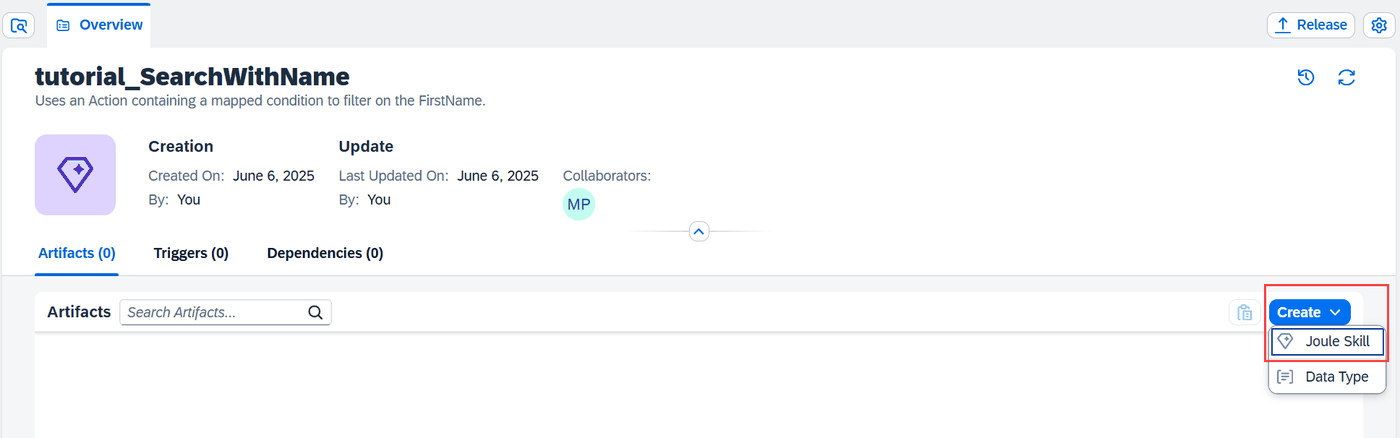 Overview
Release
tutorial_SearchWithName
Uses an Action containing a mapped condition to filter on the FirstName.
Creation
Update
Created On: June 6, 2025
Last Updated On: June 6, 2025
Collaborators:
By: You
By: You
MP
Artifacts (0)
Triggers (0)
Dependencies (0)
Artifacts
Search Artifacts...
Create
Joule Skill
Data Type